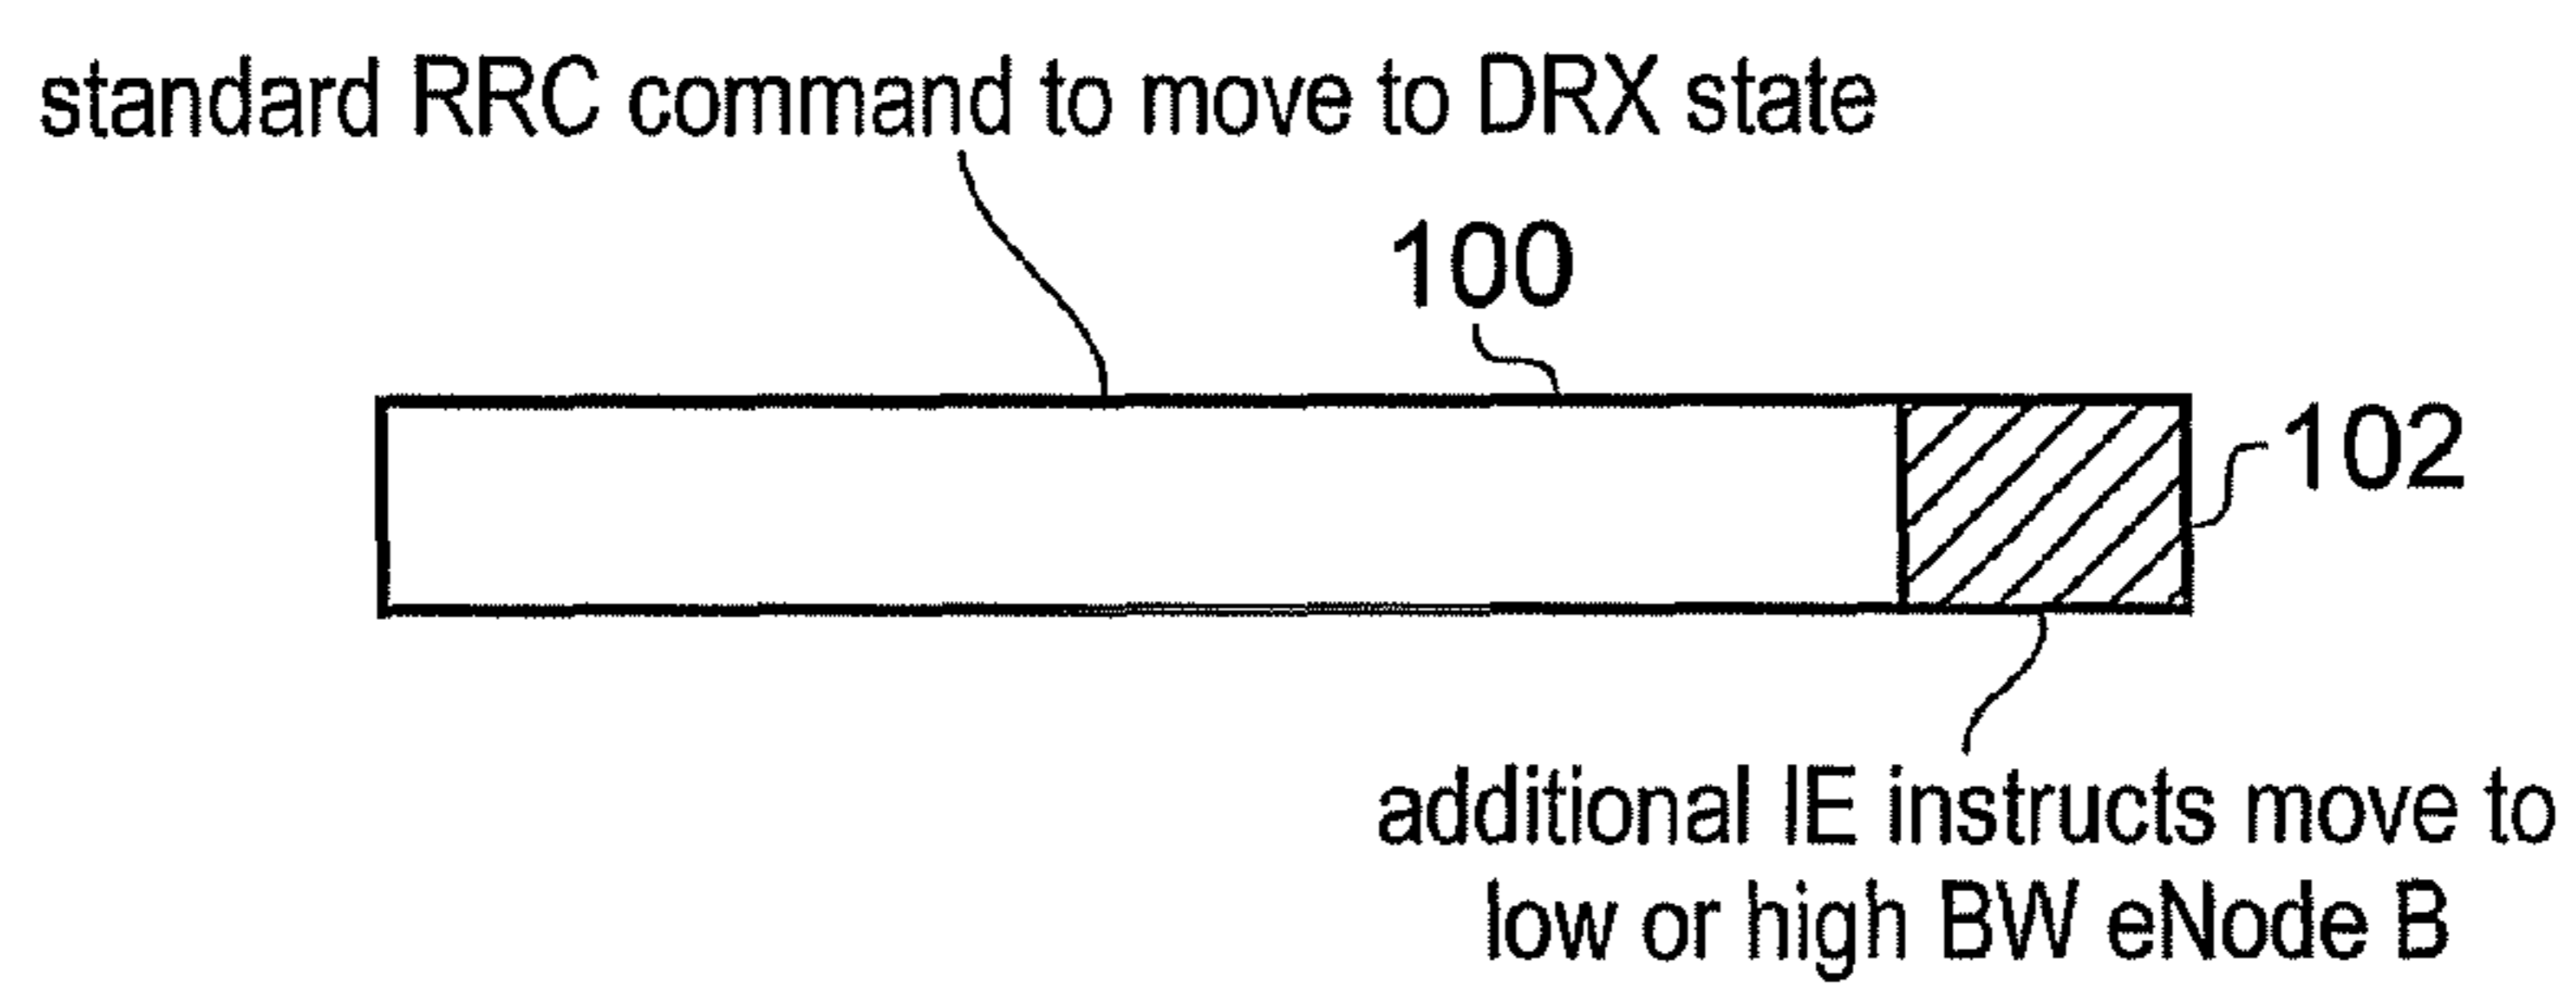 standard RRC command to move to DRX state
100
102
additional IE instructs move to
low or high BW eNode B